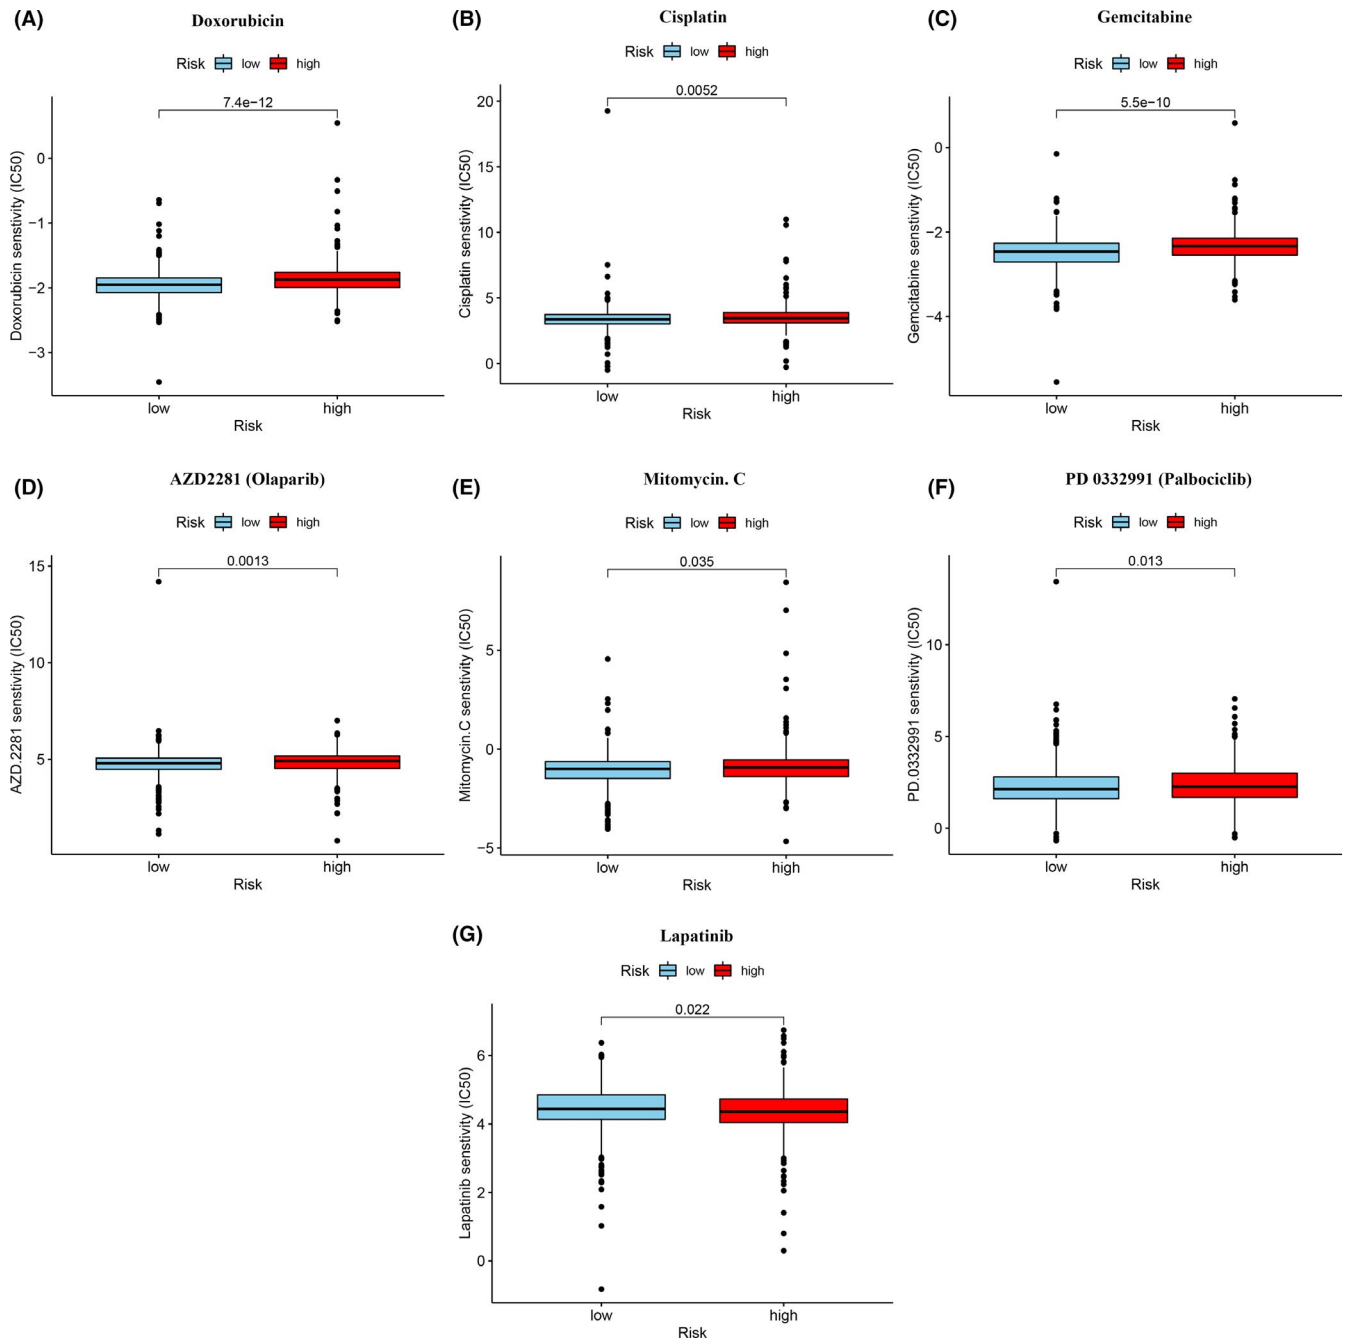 (A)
Doxorubicin
Risk low high
7.4e−12
0
−1
−2
−3
Doxorubicin senstivity (IC50)
low high
Risk
(B)
Cisplatin
Risk low high
0.0052
20
15
10
5
0
Cisplatin senstivity (IC50)
low high
Risk
(C)
Gemcitabine
Risk low high
5.5e−10
0
−2
−4
Gemcitabine senstivity (IC50)
low high
Risk
(D)
AZD2281 (Olaparib)
Risk low high
0.0013
15
10
5
AZD.2281 senstivity (IC50)
low high
Risk
(E)
Mitomycin. C
Risk low high
0.035
5
0
−5
Mitomycin.C senstivity (IC50)
low high
Risk
(F)
PD 0332991 (Palbociclib)
Risk low high
0.013
10
5
0
PD.0332991 senstivity (IC50)
low high
Risk
(G)
Lapatinib
Risk low high
0.022
6
4
2
0
Lapatinib senstivity (IC50)
low high
Risk